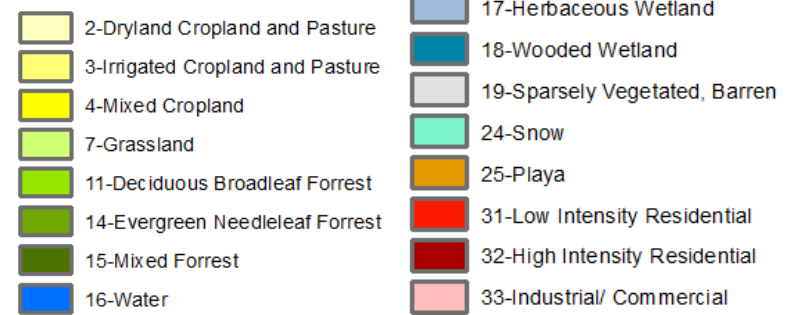 2-Dryland Cropland and Pasture
3-Irrigated Cropland and Pasture
4-Mixed Cropland
7-Grassland
11-Deciduous Broadleaf Forrest
14-Evergreen Needleleaf Forrest
15-Mixed Forrest
16-Water
17-Herbaceous Wetland
18-Wooded Wetland
19-Sparsely Vegetated, Barren
24-Snow
25-Playa
31-Low Intensity Residential
32-High Intensity Residential
33-Industrial/ Commercial